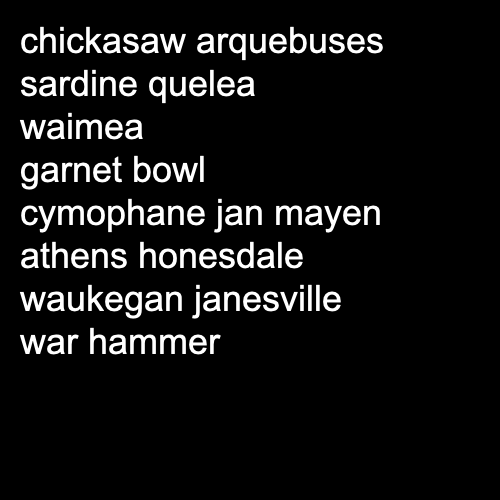 chickasaw arquebuses
sardine quelea
waimea
garnet bowl
cymophane jan mayen
athens honesdale
waukegan janesville
war hammer